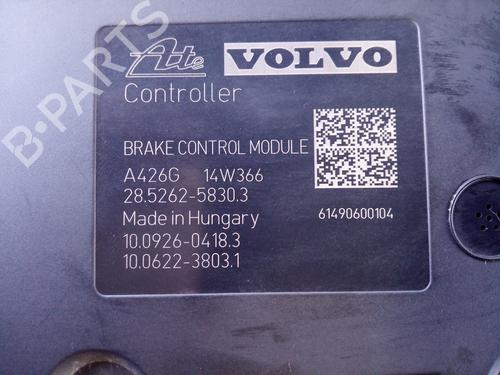 Ate VOLVO
Controller
BRAKE CONTROL MODULE
A426G 14W366
28.5262-5830.3
Made in Hungary 61490600104
10.0926-0418.3
10.0622-3803.1
B-PARTS